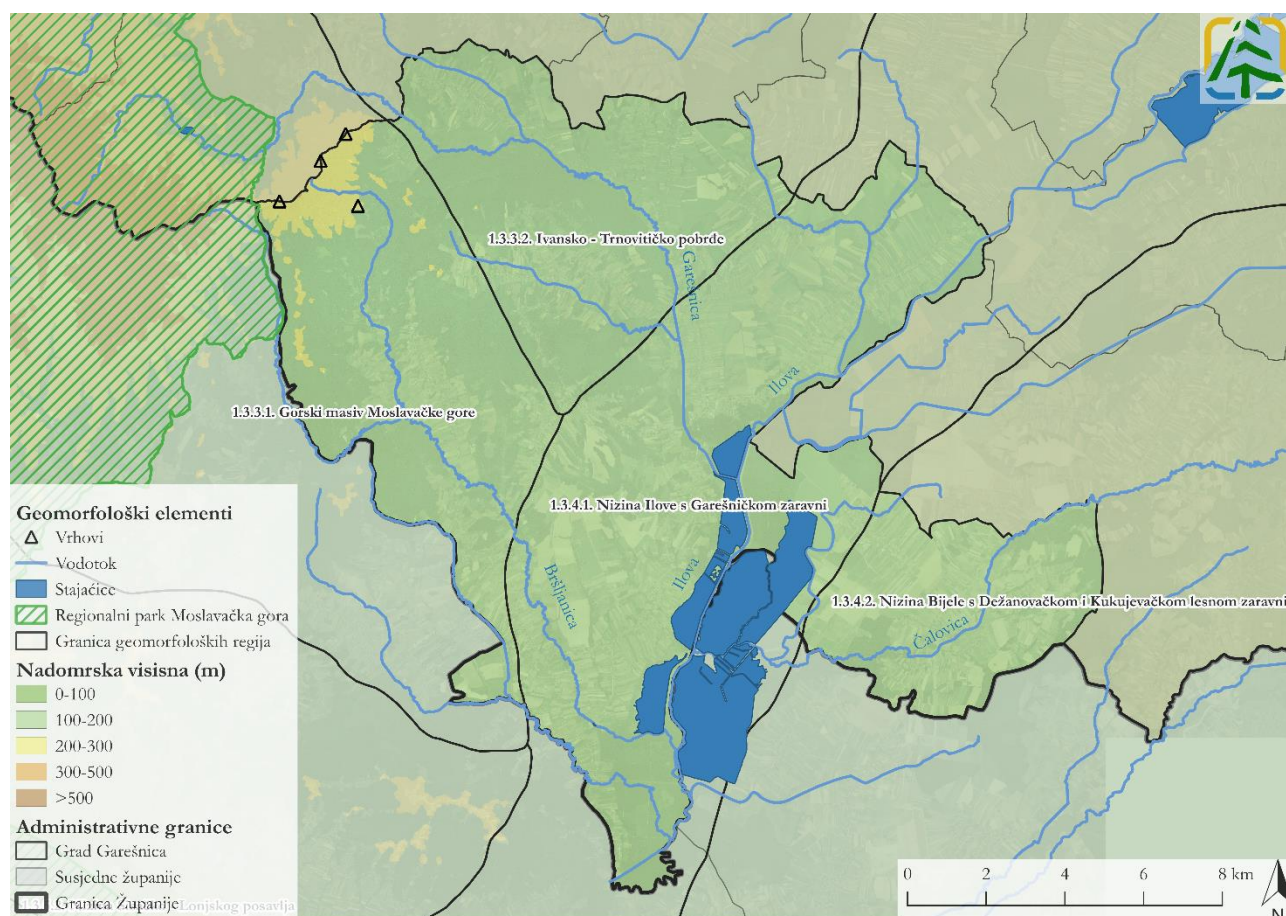 1.3.3.2. Ivansko - Trnovitičko pobrđe
Garešnica
Ilova
1.3.3.1. Gorski masiv Moslavačke gore
1.3.4.1. Nizina Ilove s Garešničkom zaravni
Ilova
Bršljanica
1.3.4.2. Nizina Bijele s Dežanovačkom i Kukujevačkom lesnom zaravni
Čalovica
Geomorfološki elementi
Vrhovi
Vodotok
Stajaćice
Regionalni park Moslavačka gora
Granica geomorfoloških regija
Nadomrska visisna (m)
0-100
100-200
200-300
300-500
>500
Administrativne granice
Grad Garešnica
Susjedne županije
Granica Županije
Lonjskog posavlja
0 2 4 6 8 km
N